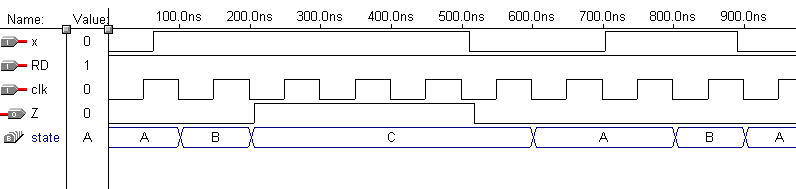 Name: Value: 100.0ns 200.0ns 300.0ns 400.0ns 500.0ns 600.0ns 700.0ns 800.0ns 900.0ns
I x 0
I RD 1
I clk 0
O Z 0
B state A A B C A B A